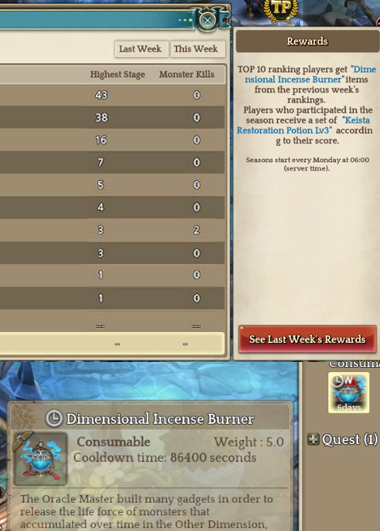 TP
Last Week This Week
Rewards
Highest Stage Monster Kills
43 0
38 0
16 0
7 0
5 0
4 0
3 2
3 0
1 0
1 0
... ...
-- --
TOP 10 ranking players get "Dime
nsional Incense Burner"items
from the previous week's
rankings.
Players who participated in the
season receive a set of "Keista
Restoration Potion Lv3" accordin
g to their score.
Seasons start every Monday at 06:00
(server time).
See Last Week's Rewards
Dimensional Incense Burner
Consumable Weight : 5.0
Cooldown time: 86400 seconds
The Oracle Master built many gadgets in order to
release the life force of monsters that
accumulated over time in the Other Dimension,
W
6days
Quest (1)